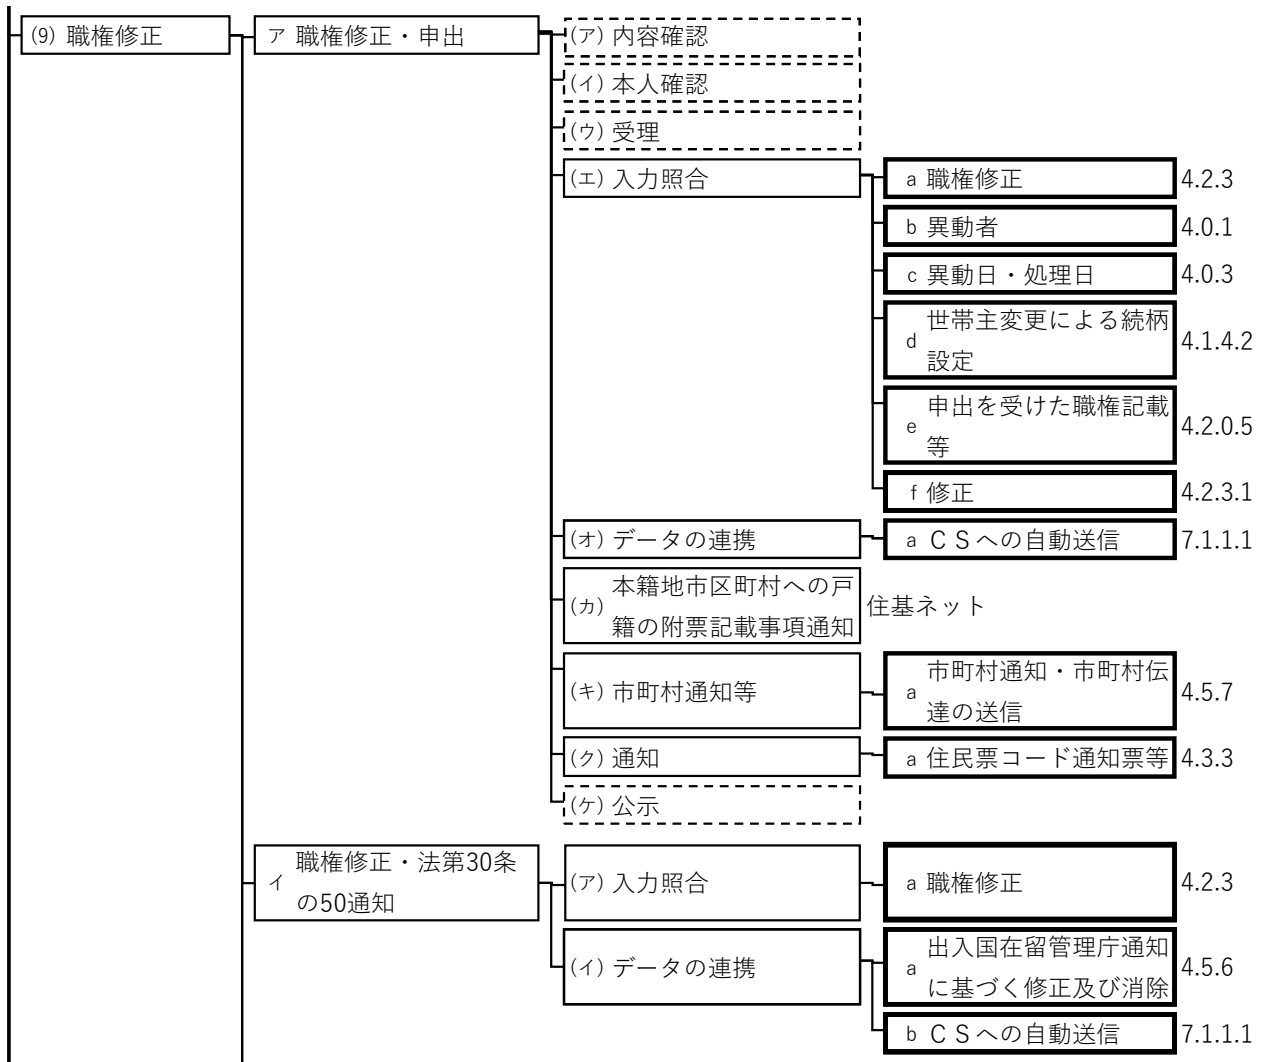 (9) 職権修正
ア 職権修正・申出
(ア) 内容確認
(イ) 本人確認
(ウ) 受理
(エ) 入力照合
a 職権修正 4.2.3
b 異動者 4.0.1
c 異動日・処理日 4.0.3
d 世帯主変更による続柄
設定 4.1.4.2
e 申出を受けた職権記載
等 4.2.0.5
f 修正 4.2.3.1
(オ) データの連携
a ＣＳへの自動送信 7.1.1.1
(カ) 本籍地市区町村への戸
籍の附票記載事項通知
住基ネット
(キ) 市町村通知等
a 市町村通知・市町村伝
達の送信 4.5.7
(ク) 通知
a 住民票コード通知票等 4.3.3
(ケ) 公示
イ 職権修正・法第30条
の50通知
(ア) 入力照合
a 職権修正 4.2.3
(イ) データの連携
a 出入国在留管理庁通知
に基づく修正及び消除 4.5.6
b ＣＳへの自動送信 7.1.1.1